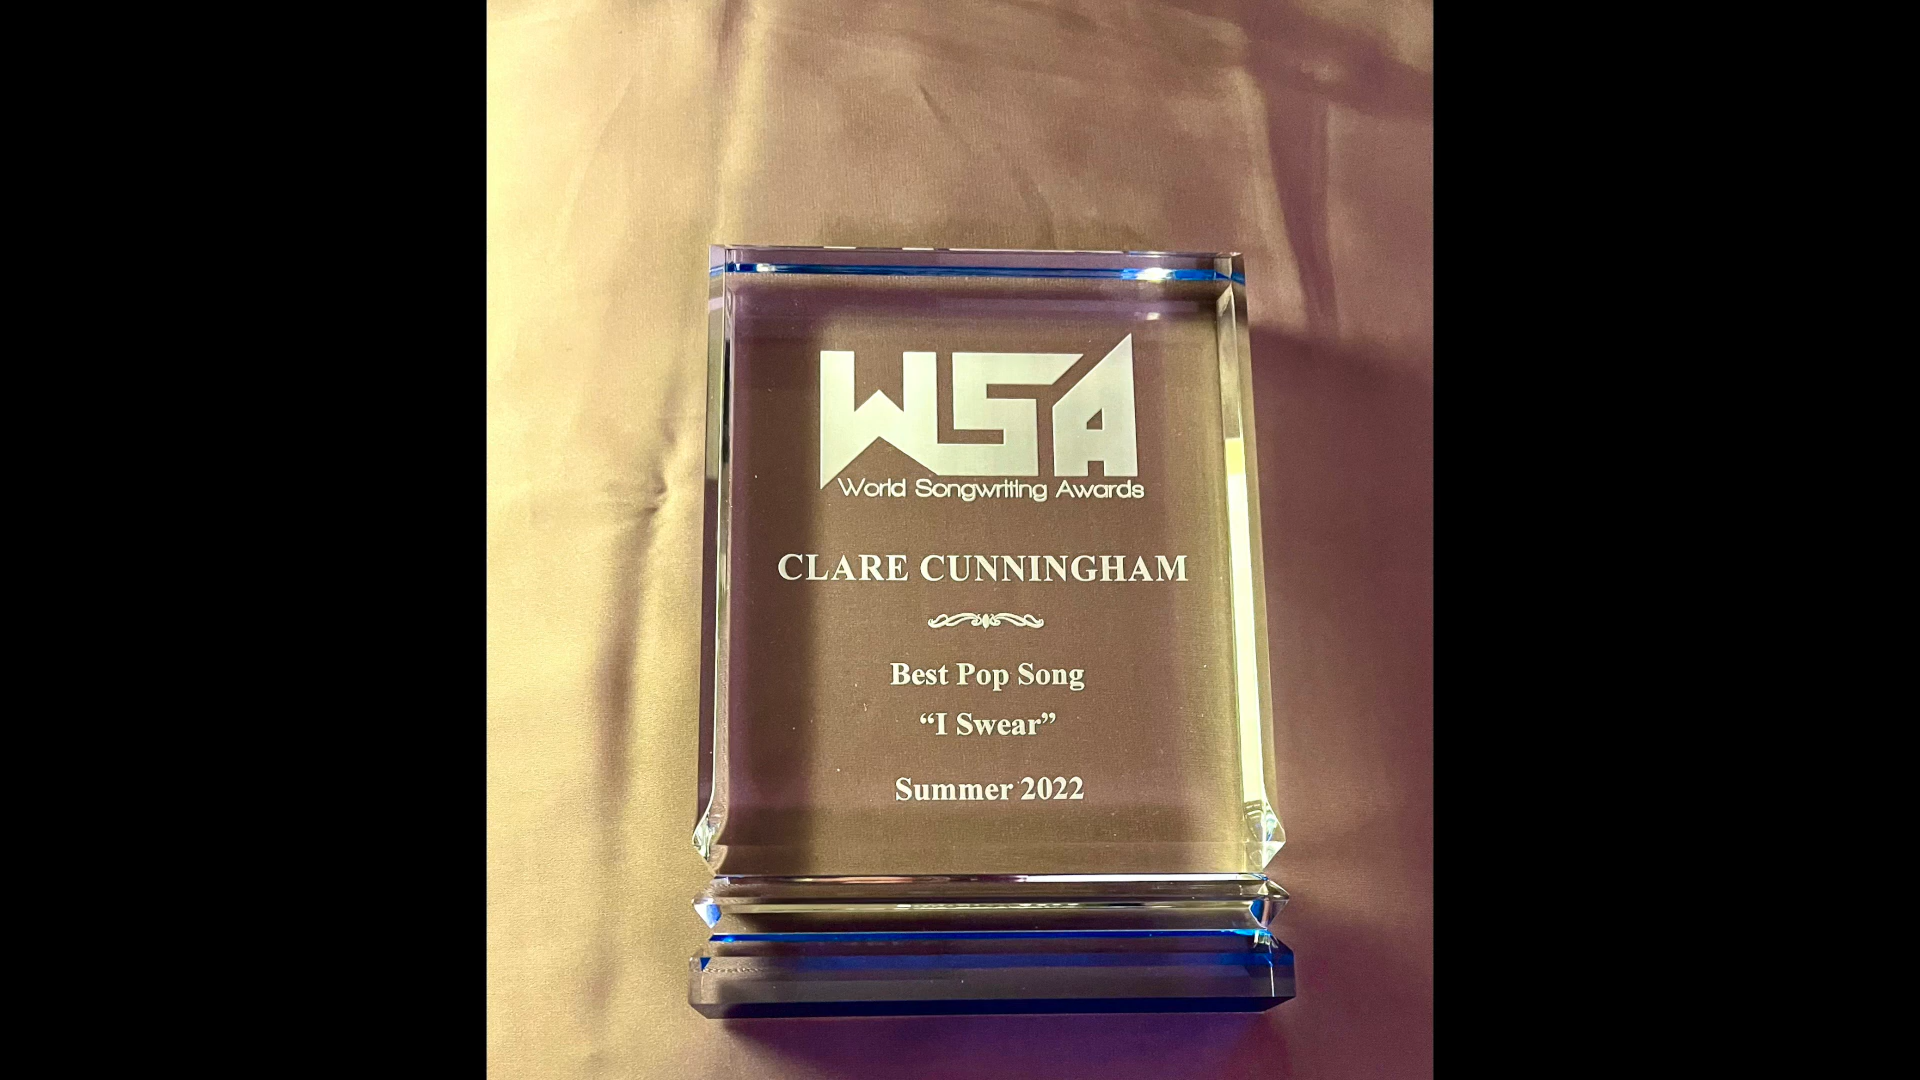 WSA
World Songwriting Awards
CLARE CUNNINGHAM
Best Pop Song
“I Swear”
Summer 2022